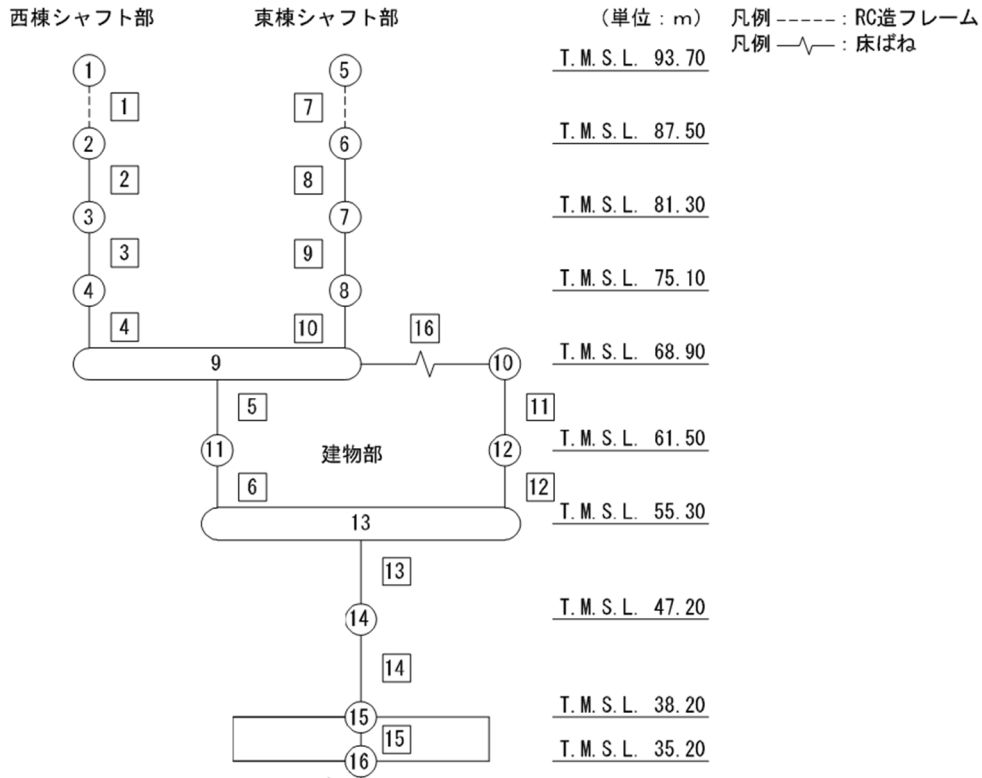 西棟シャフト部 東棟シャフト部 (単位:m) 凡例 -----:RC造フレーム
凡例 :床ばね
1 5 T.M.S.L. 93.70
1 7
2 6 T.M.S.L. 87.50
2 8
3 7 T.M.S.L. 81.30
3 9
4 8 T.M.S.L. 75.10
4 10 16
9 10 T.M.S.L. 68.90
5 11
11 建物部 12 T.M.S.L. 61.50
6 12
13 T.M.S.L. 55.30
13
14 T.M.S.L. 47.20
14
15 T.M.S.L. 38.20
15
16 T.M.S.L. 35.20